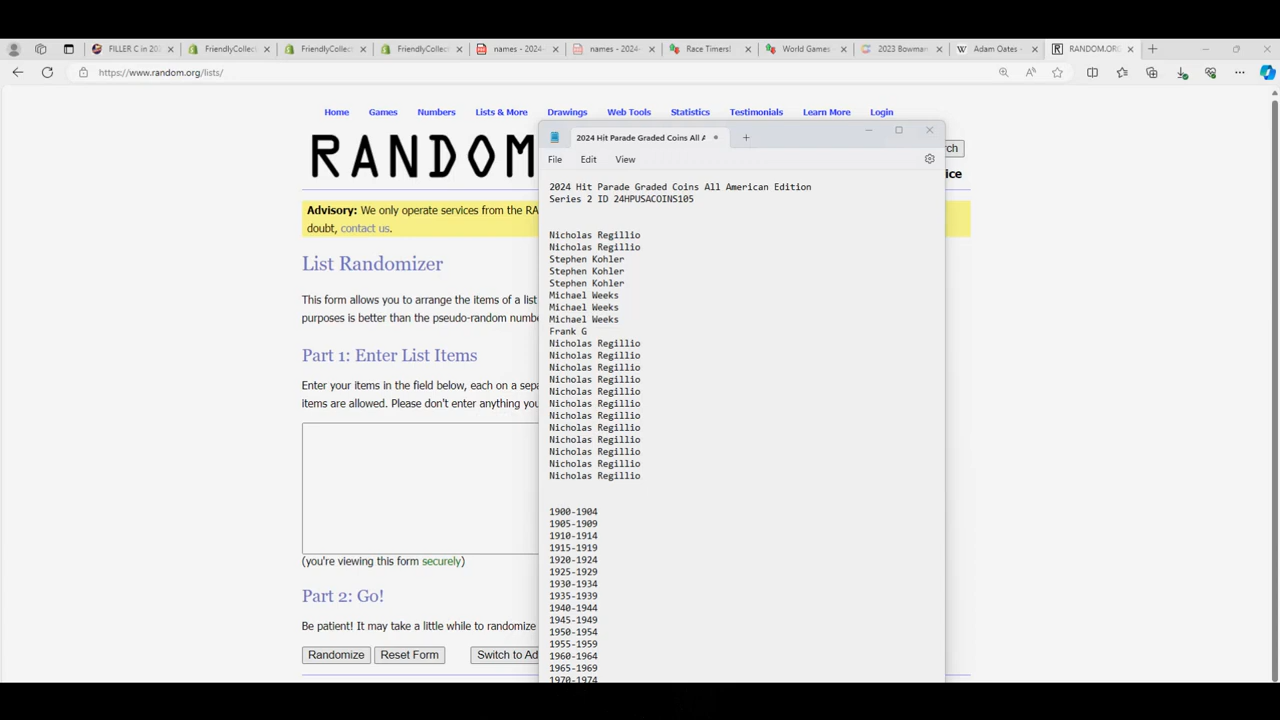 FILLER C in 202
FriendlyCollec
FriendlyCollec
FriendlyCollec
names - 2024-
names - 2024-
Race Timers!
World Games -
2023 Bowman
Adam Oates -
RANDOM.ORG
https://www.random.org/lists/
Home Games Numbers Lists & More Drawings Web Tools Statistics Testimonials Learn More Login
RANDOM
rch
ice
Advisory: We only operate services from the RA
doubt, contact us.
List Randomizer
This form allows you to arrange the items of a list
purposes is better than the pseudo-random numb
Part 1: Enter List Items
Enter your items in the field below, each on a sepa
items are allowed. Please don't enter anything you
(you're viewing this form securely)
Part 2: Go!
Be patient! It may take a little while to randomize
Randomize Reset Form Switch to Ad
2024 Hit Parade Graded Coins All A
File Edit View
2024 Hit Parade Graded Coins All American Edition
Series 2 ID 24HPUSACOINS105
Nicholas Regillio
Nicholas Regillio
Stephen Kohler
Stephen Kohler
Stephen Kohler
Michael Weeks
Michael Weeks
Michael Weeks
Frank G
Nicholas Regillio
Nicholas Regillio
Nicholas Regillio
Nicholas Regillio
Nicholas Regillio
Nicholas Regillio
Nicholas Regillio
Nicholas Regillio
Nicholas Regillio
Nicholas Regillio
Nicholas Regillio
Nicholas Regillio
1900-1904
1905-1909
1910-1914
1915-1919
1920-1924
1925-1929
1930-1934
1935-1939
1940-1944
1945-1949
1950-1954
1955-1959
1960-1964
1965-1969
1970-1974